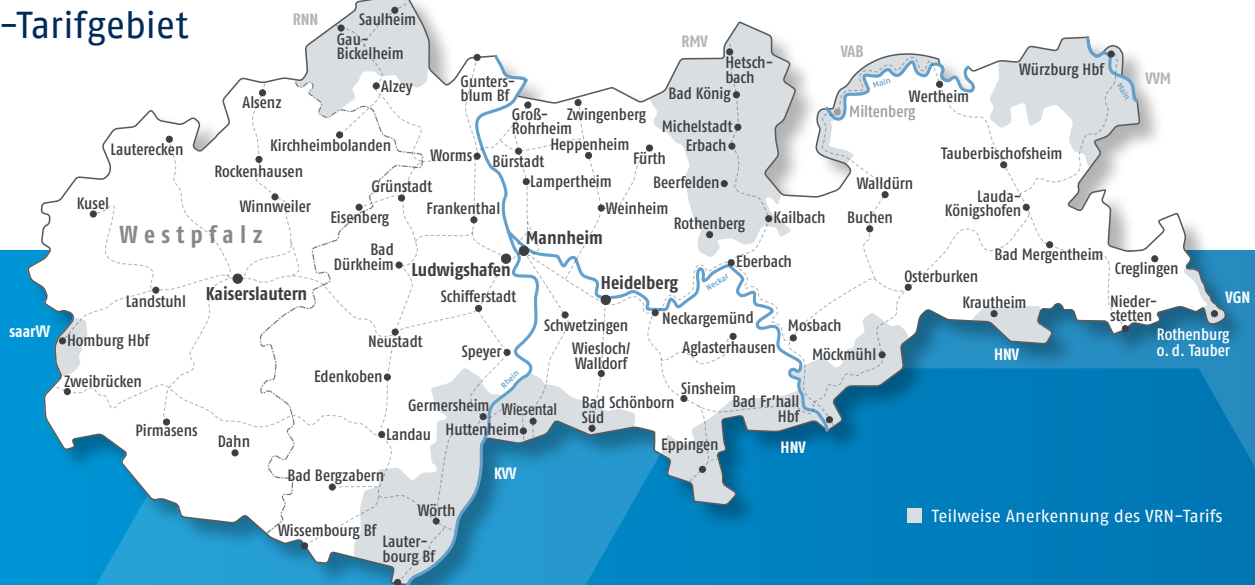 -Tarifgebiet
RNN
Saulheim
Gau-
Bickelheim
Alzey
Alsenz
Gunters-
blum Bf
RMV
Hetsch-
bach
Bad König
VAB
Main
Wertheim
Miltenberg
Würzburg Hbf
Main
VVM
Groß-
Rohrheim
Zwingenberg
Lauterecken
Kirchheimbolanden
Rockenhausen
Worms
Bürstadt
Heppenheim
Fürth
Michelstadt
Erbach
Tauberbischofsheim
Kusel
Winnweiler
Grünstadt
Eisenberg
Frankenthal
Lampertheim
Weinheim
Beerfelden
Rothenberg
Kailbach
Walldürn
Buchen
Lauda-
Königshofen
Westpfalz
Bad
Dürkheim
Mannheim
Ludwigshafen
Heidelberg
Eberbach
Neckar
Bad Mergentheim
Creglingen
Landstuhl
Kaiserslautern
Schifferstadt
Osterburken
Krautheim
Nieder-
stetten
VGN
Rothenburg
o. d. Tauber
saarVV
Homburg Hbf
Neustadt
Schwetzingen
Neckargemünd
Mosbach
HNV
Speyer
Wiesloch/
Walldorf
Aglasterhausen
Möckmühl
Zweibrücken
Edenkoben
Rhein
Sinsheim
Germersheim
Wiesental
Bad Schönborn
Süd
Bad Fr'hall
Hbf
Pirmasens
Dahn
Landau
Huttenheim
Eppingen
HNV
KVV
Bad Bergzabern
Wörth
Wissembourg Bf
Lauter-
bourg Bf
Teilweise Anerkennung des VRN-Tarifs